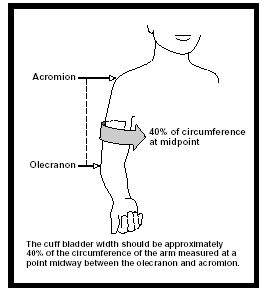 Acromion
40% of circumference
at midpoint
Olecranon
The cuff bladder width should be approximately
40% of the circumference of the arm measured at a
point midway between the olecranon and acromion.